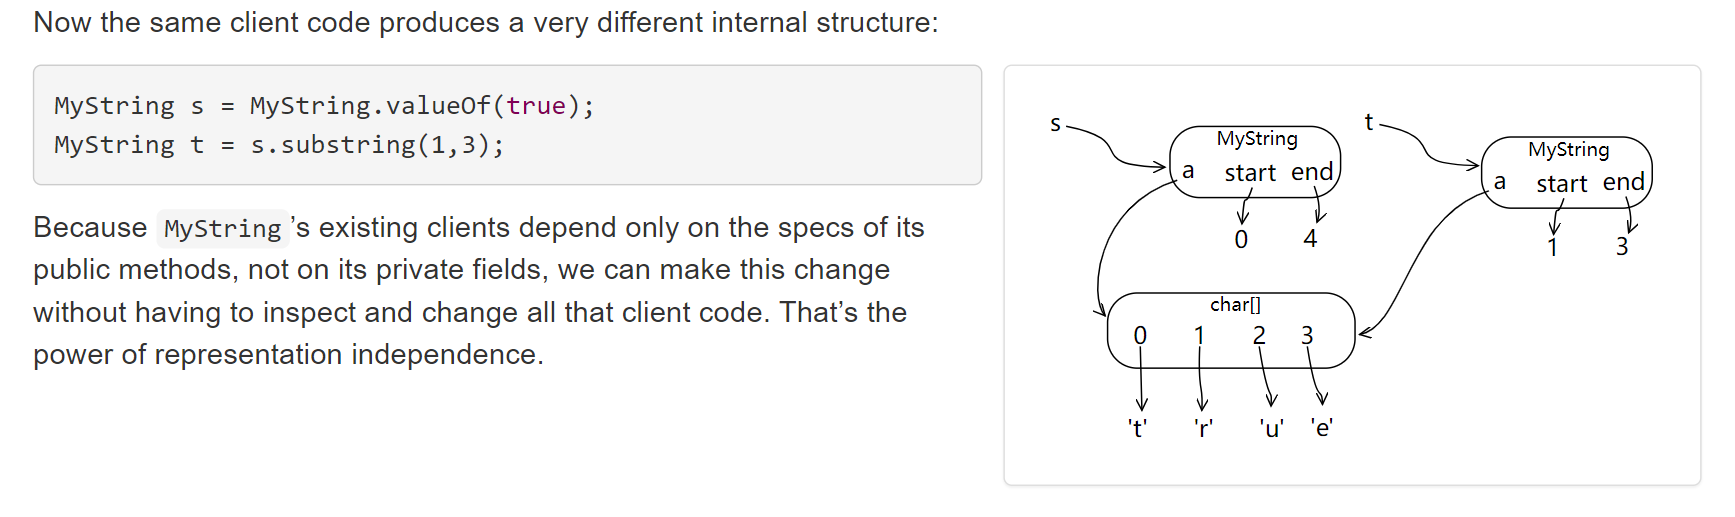 Now the same client code produces a very different internal structure:
MyString s = MyString.valueOf(true);
MyString t = s.substring(1,3);
Because MyString's existing clients depend only on the specs of its
public methods, not on its private fields, we can make this change
without having to inspect and change all that client code. That’s the
power of representation independence.
s
t
MyString
a start end
0 4
MyString
a start end
1 3
char[]
0 1 2 3
't' 'r' 'u' 'e'